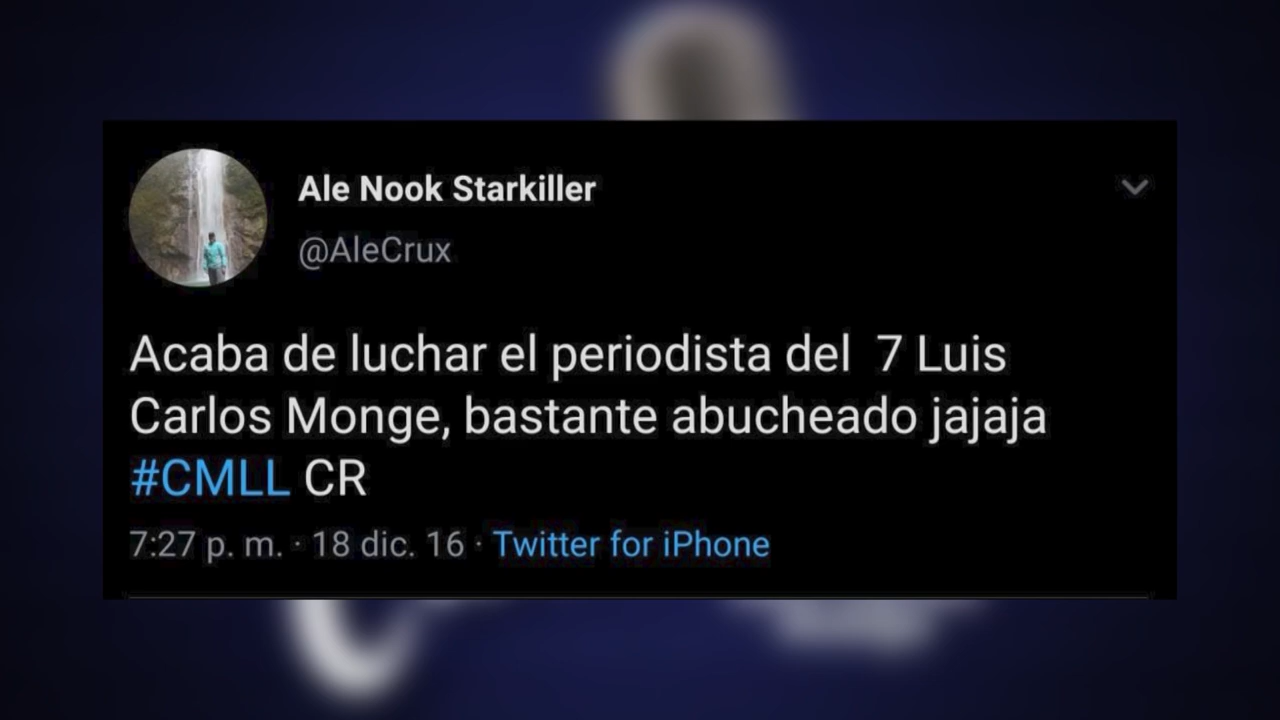 Ale Nook Starkiller
@AleCrux
Acaba de luchar el periodista del  7 Luis
Carlos Monge, bastante abucheado jajaja
#CMLL CR
7:27 p. m. · 18 dic. 16 · Twitter for iPhone